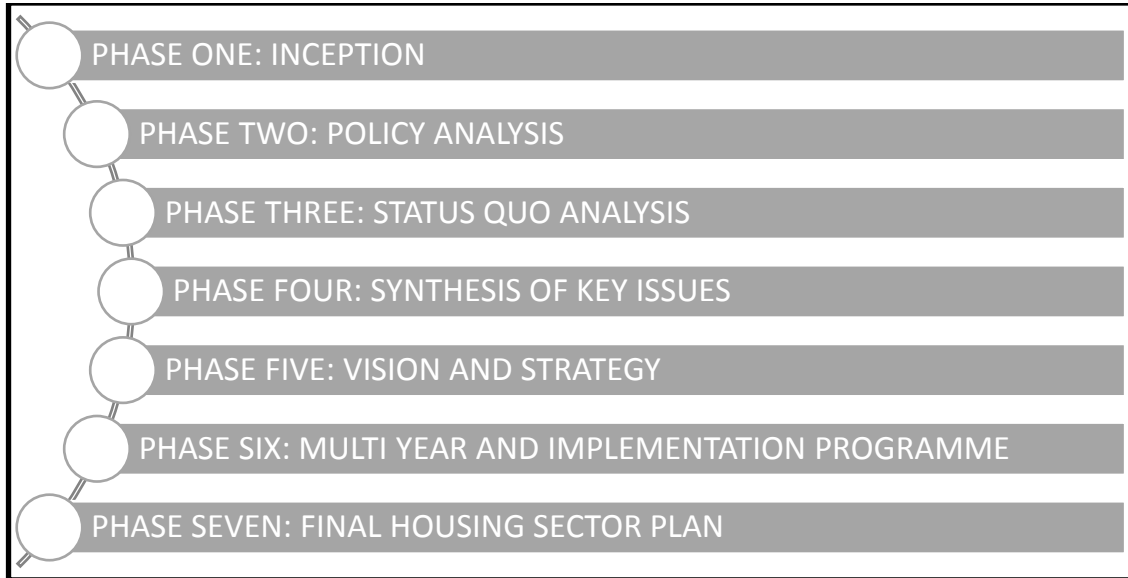 PHASE ONE: INCEPTION
PHASE TWO: POLICY ANALYSIS
PHASE THREE: STATUS QUO ANALYSIS
PHASE FOUR: SYNTHESIS OF KEY ISSUES
PHASE FIVE: VISION AND STRATEGY
PHASE SIX: MULTI YEAR AND IMPLEMENTATION PROGRAMME
PHASE SEVEN: FINAL HOUSING SECTOR PLAN